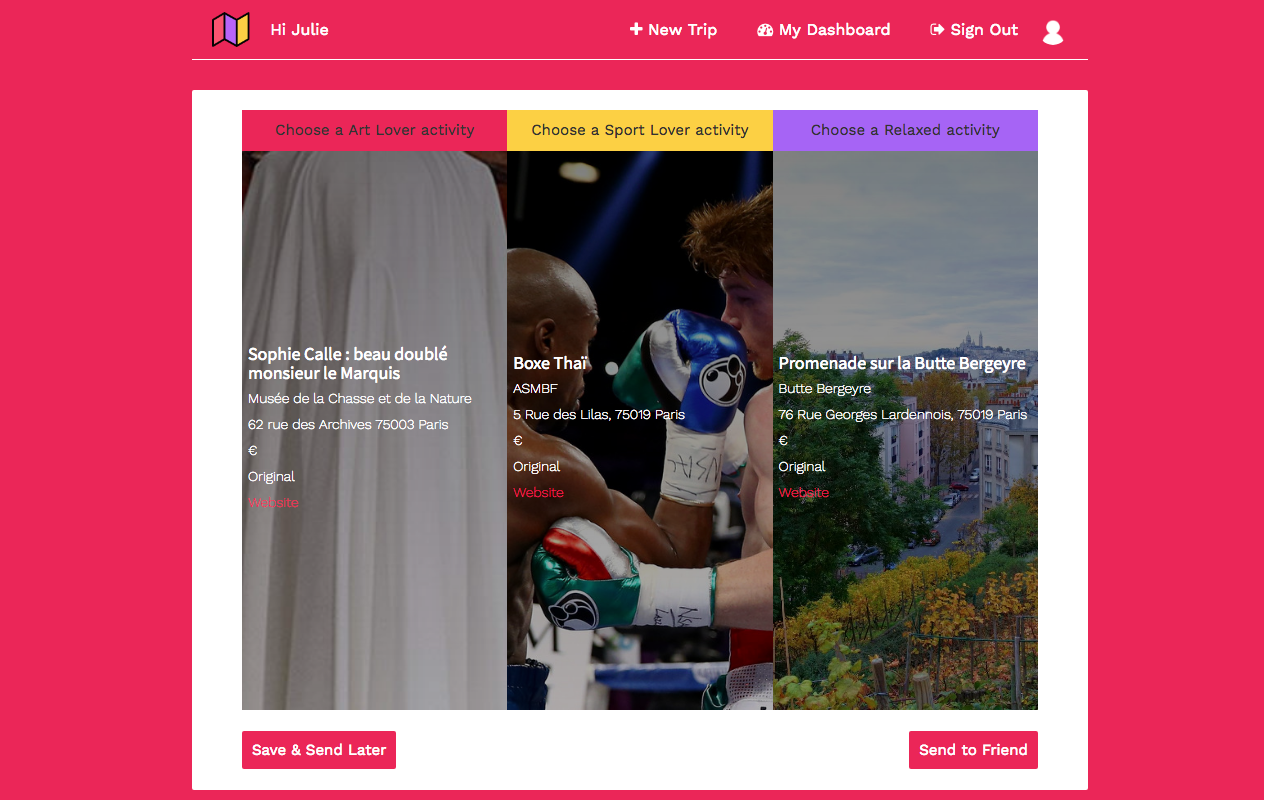 Hi Julie
New Trip
My Dashboard
Sign Out
Choose a Art Lover activity
Choose a Sport Lover activity
Choose a Relaxed activity
Sophie Calle : beau doublé
monsieur le Marquis
Musée de la Chasse et de la Nature
62 rue des Archives 75003 Paris
€
Original
Website
Boxe Thaï
ASMBF
5 Rue des Lilas, 75019 Paris
€
Original
Website
Promenade sur la Butte Bergeyre
Butte Bergeyre
76 Rue Georges Lardennois, 75019 Paris
€
Original
Website
Save & Send Later
Send to Friend